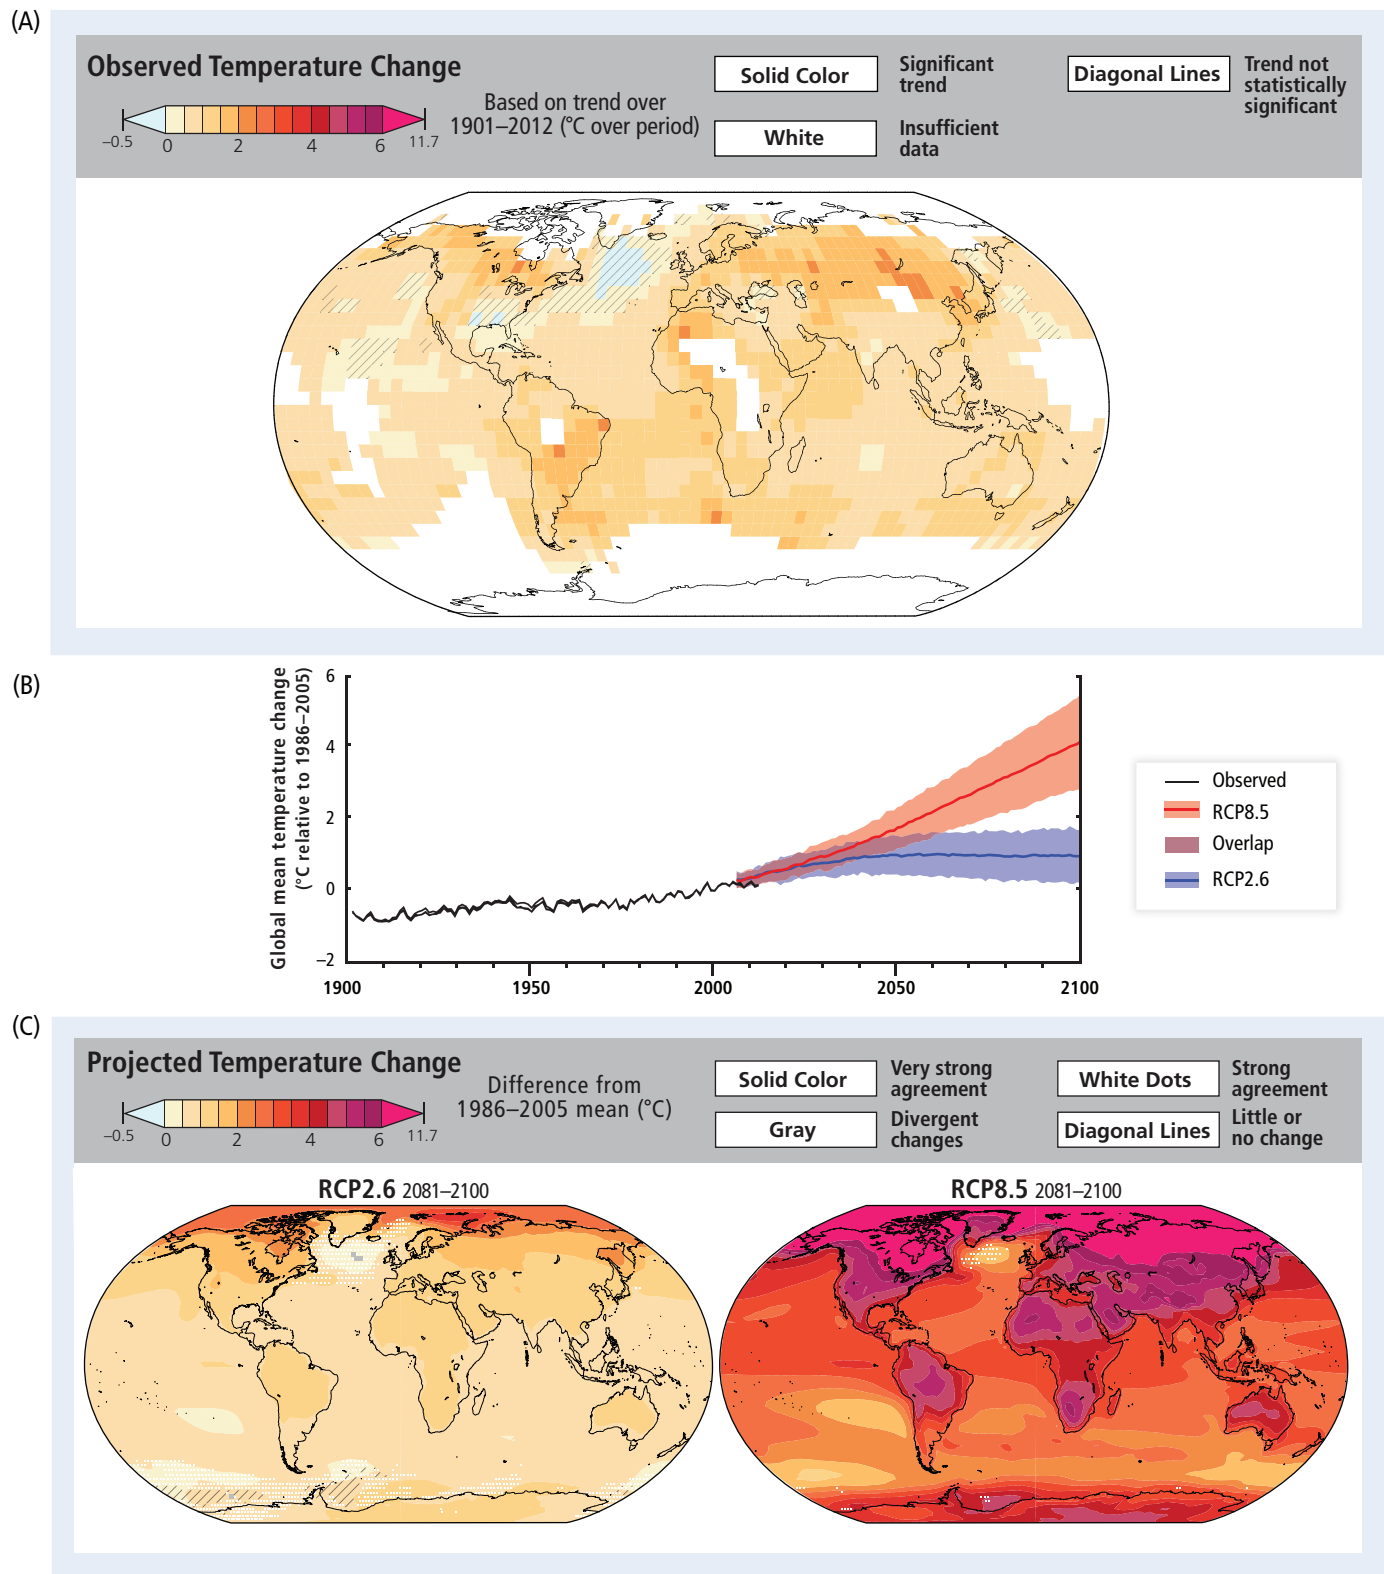 (A)
Observed Temperature Change
–0.5
0
2
4
6
11.7
Based on trend over
1901–2012 (°C over period)
Solid Color
Significant
trend
White
Insufficient
data
Diagonal Lines
Trend not
statistically
significant
(B)
Global mean temperature change
(°C relative to 1986–2005)
6
4
2
0
–2
1900
1950
2000
2050
2100
Observed
RCP8.5
Overlap
RCP2.6
(C)
Projected Temperature Change
–0.5
0
2
4
6
11.7
Difference from
1986–2005 mean (°C)
Solid Color
Very strong
agreement
Gray
Divergent
changes
White Dots
Strong
agreement
Diagonal Lines
Little or
no change
RCP2.6 2081–2100
RCP8.5 2081–2100